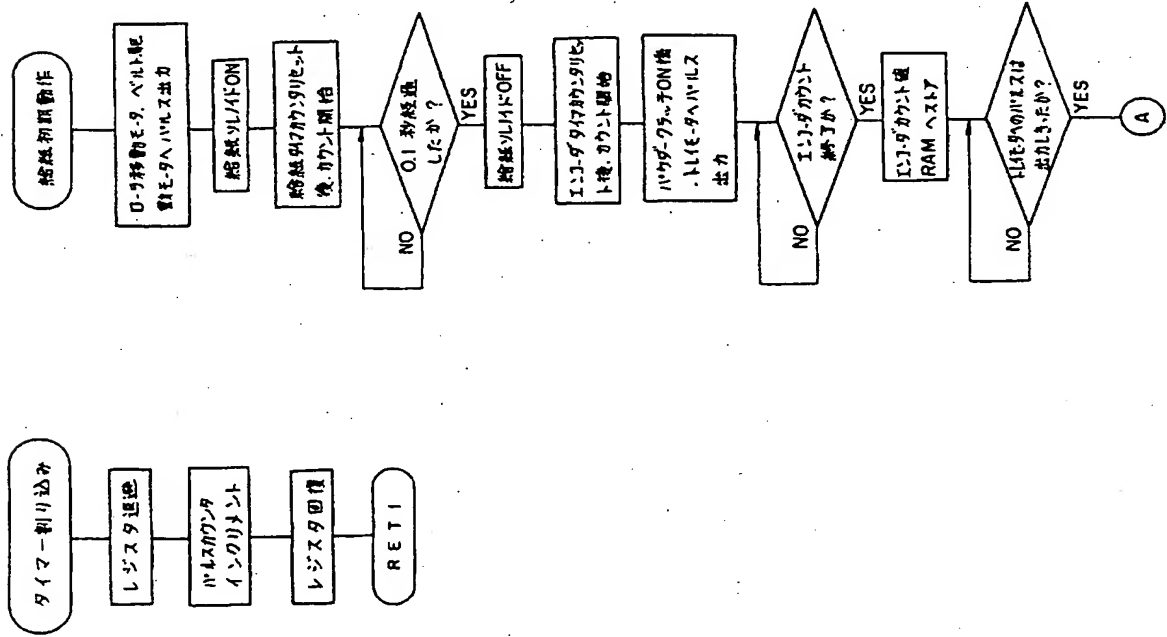 給紙初期動作
ローラ移動モータ、ベルト駆
動モータへパルス出力
給紙ソレノイドON
給紙タイマカウンタリセット
後、カウント開始
0.1 秒経過
したか?
YES
NO
給紙ソレノイドOFF
エンコーダタイマカウンタリセッ
ト後、カウント開始
パウダークラッチON後
、トレイモータへパルス
出力
エンコーダカウント
終了か?
YES
NO
エンコーダカウント値
RAM へストア
トレイモータへのパルスは
出力しきったか?
YES
NO
A
タイマー割り込み
レジスタ退避
パルスカウンタ
インクリメント
レジスタ回復
RETI